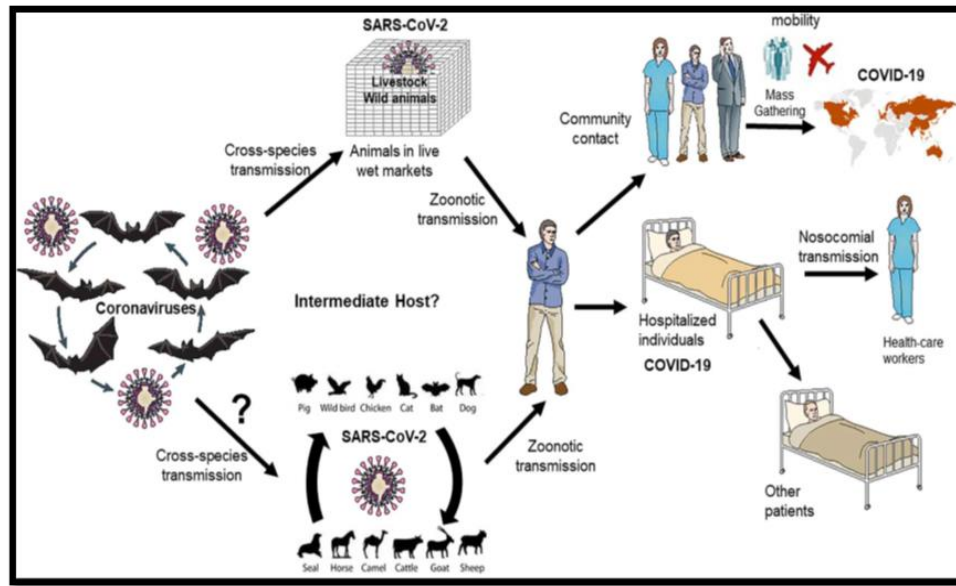 SARS-CoV-2
Livestock
Wild animals
Animals in live
wet markets
Cross-species
transmission
Zoonotic
transmission
Coronaviruses
Intermediate Host?
?
Cross-species
transmission
Pig Wild bird Chicken Cat Bat Dog
SARS-CoV-2
Seal Horse Camel Cattle Goat Sheep
Zoonotic
transmission
Community
contact
mobility
Mass
Gathering
COVID-19
Hospitalized
individuals
COVID-19
Nosocomial
transmission
Health-care
workers
Other
patients